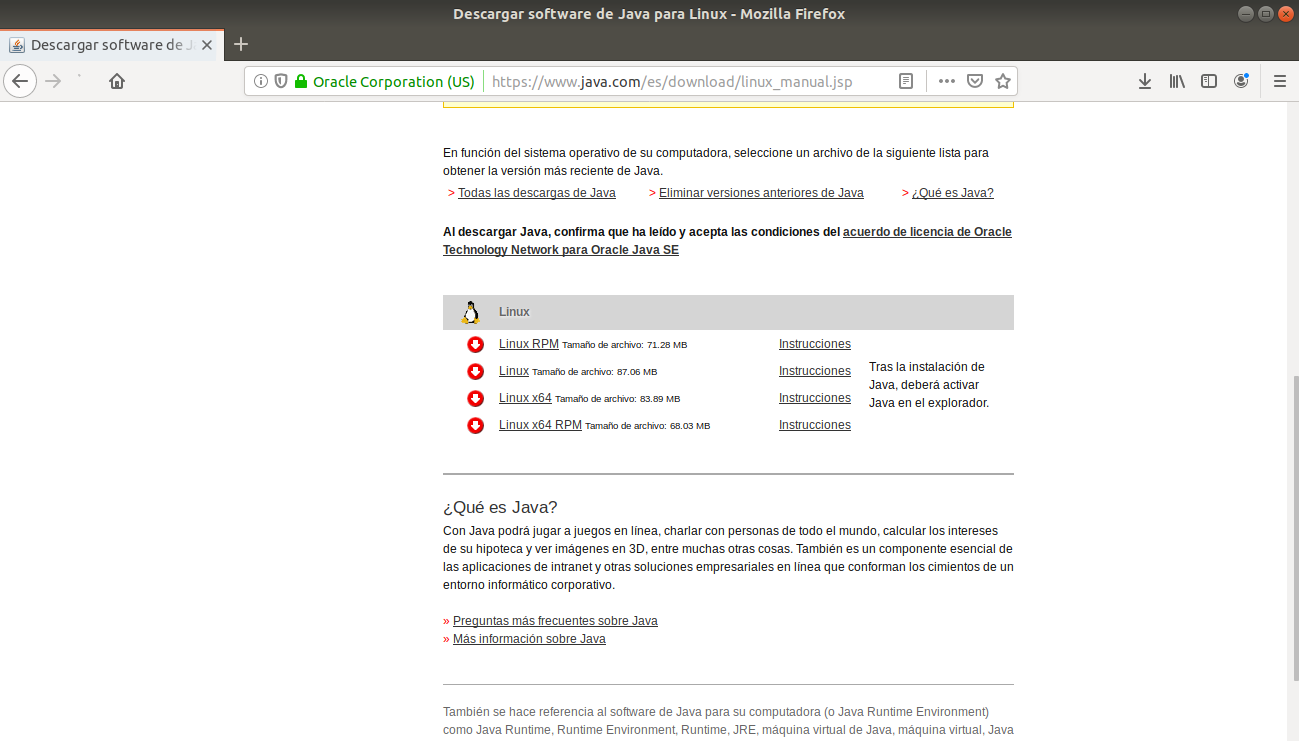 Descargar software de Java para Linux - Mozilla Firefox
Descargar software de J
Oracle Corporation (US) https://www.java.com/es/download/linux_manual.jsp
En función del sistema operativo de su computadora, seleccione un archivo de la siguiente lista para
obtener la versión más reciente de Java.
> Todas las descargas de Java > Eliminar versiones anteriores de Java > ¿Qué es Java?
Al descargar Java, confirma que ha leído y acepta las condiciones del acuerdo de licencia de Oracle
Technology Network para Oracle Java SE
Linux
Linux RPM Tamaño de archivo: 71.28 MB Instrucciones
Linux Tamaño de archivo: 87.06 MB Instrucciones
Linux x64 Tamaño de archivo: 83.89 MB Instrucciones
Linux x64 RPM Tamaño de archivo: 68.03 MB Instrucciones
Tras la instalación de
Java, deberá activar
Java en el explorador.
¿Qué es Java?
Con Java podrá jugar a juegos en línea, charlar con personas de todo el mundo, calcular los intereses
de su hipoteca y ver imágenes en 3D, entre muchas otras cosas. También es un componente esencial de
las aplicaciones de intranet y otras soluciones empresariales en línea que conforman los cimientos de un
entorno informático corporativo.
» Preguntas más frecuentes sobre Java
» Más información sobre Java
También se hace referencia al software de Java para su computadora (o Java Runtime Environment)
como Java Runtime, Runtime Environment, Runtime, JRE, máquina virtual de Java, máquina virtual, Java